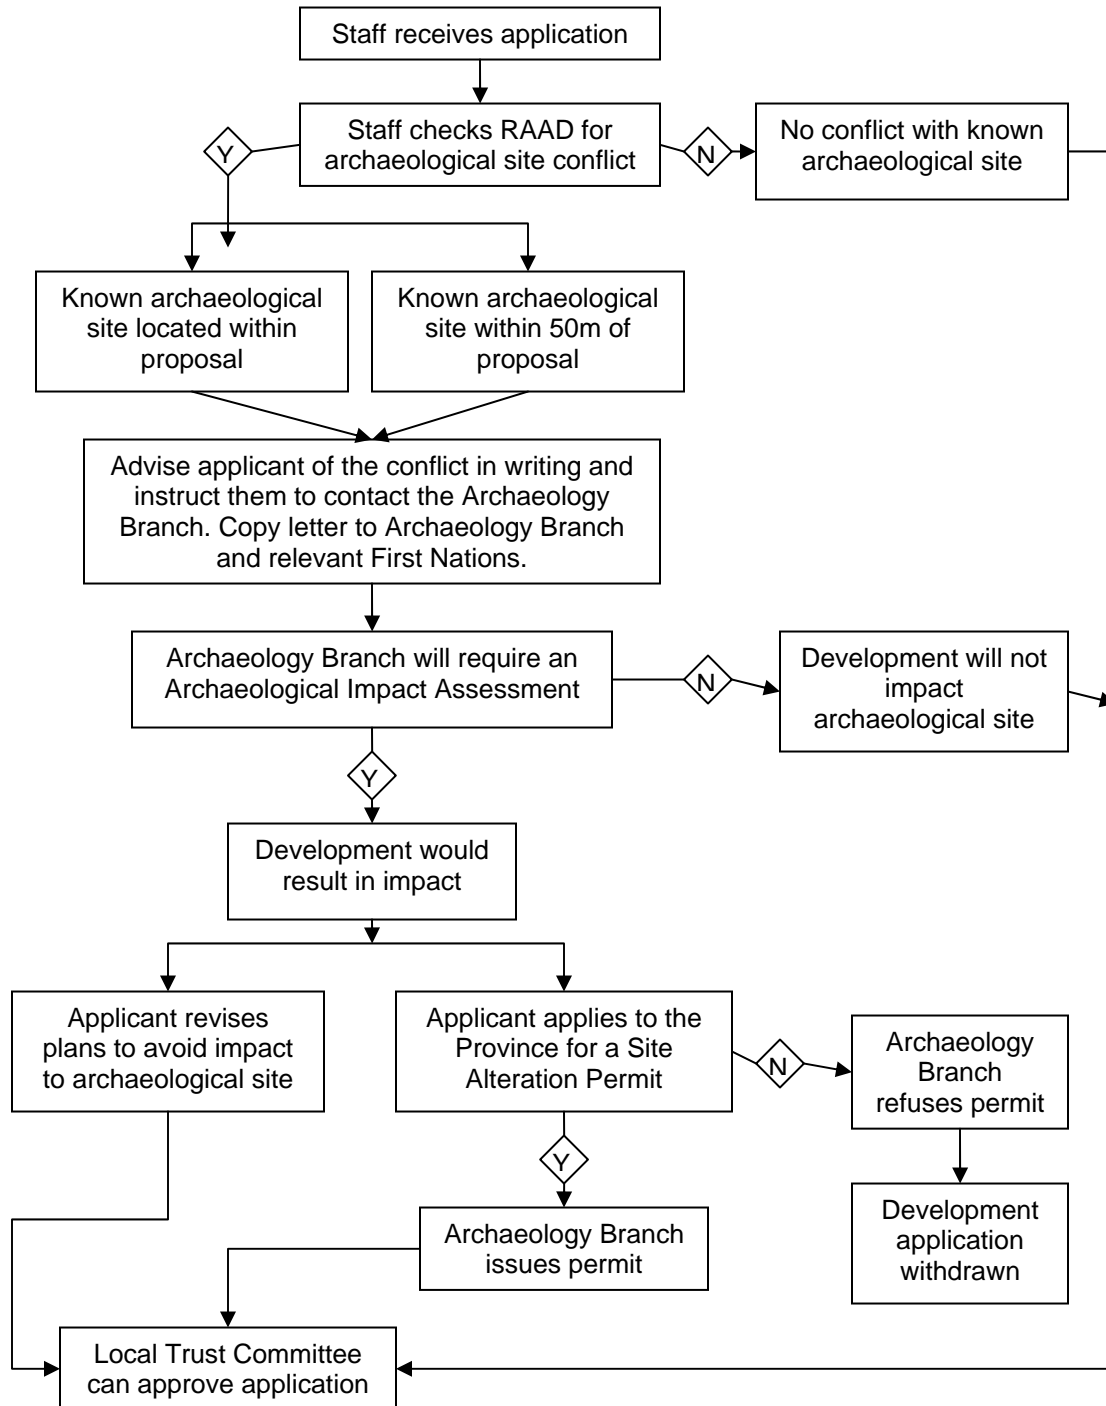 Staff receives application
Staff checks RAAD for
archaeological site conflict
Y
N
No conflict with known
archaeological site
Known archaeological
site located within
proposal
Known archaeological
site within 50m of
proposal
Advise applicant of the conflict in writing and
instruct them to contact the Archaeology
Branch. Copy letter to Archaeology Branch
and relevant First Nations.
Archaeology Branch will require an
Archaeological Impact Assessment
N
Development will not
impact
archaeological site
Y
Development would
result in impact
Applicant revises
plans to avoid impact
to archaeological site
Applicant applies to the
Province for a Site
Alteration Permit
N
Archaeology
Branch
refuses permit
Y
Archaeology Branch
issues permit
Development
application
withdrawn
Local Trust Committee
can approve application